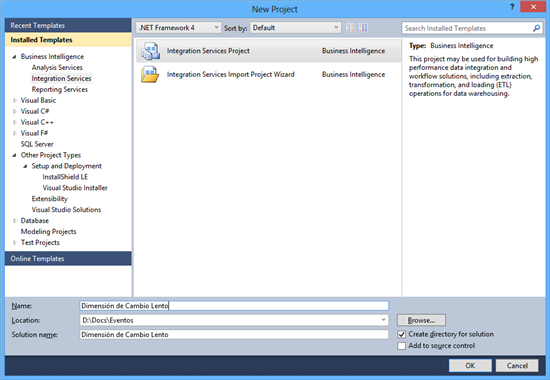 New Project
Recent Templates
Installed Templates
Business Intelligence
Analysis Services
Integration Services
Reporting Services
Visual Basic
Visual C#
Visual C++
Visual F#
SQL Server
Other Project Types
Setup and Deployment
InstallShield LE
Visual Studio Installer
Extensibility
Visual Studio Solutions
Database
Modeling Projects
Test Projects
Online Templates
.NET Framework 4 Sort by: Default
Integration Services Project Business Intelligence
Integration Services Import Project Wizard Business Intelligence
Search Installed Templates
Type: Business Intelligence
This project may be used for building high
performance data integration and
workflow solutions, including extraction,
transformation, and loading (ETL)
operations for data warehousing.
Name: Dimensión de Cambio Lento
Location: D:\Docs\Eventos Browse...
Solution name: Dimensión de Cambio Lento
Create directory for solution
Add to source control
OK Cancel